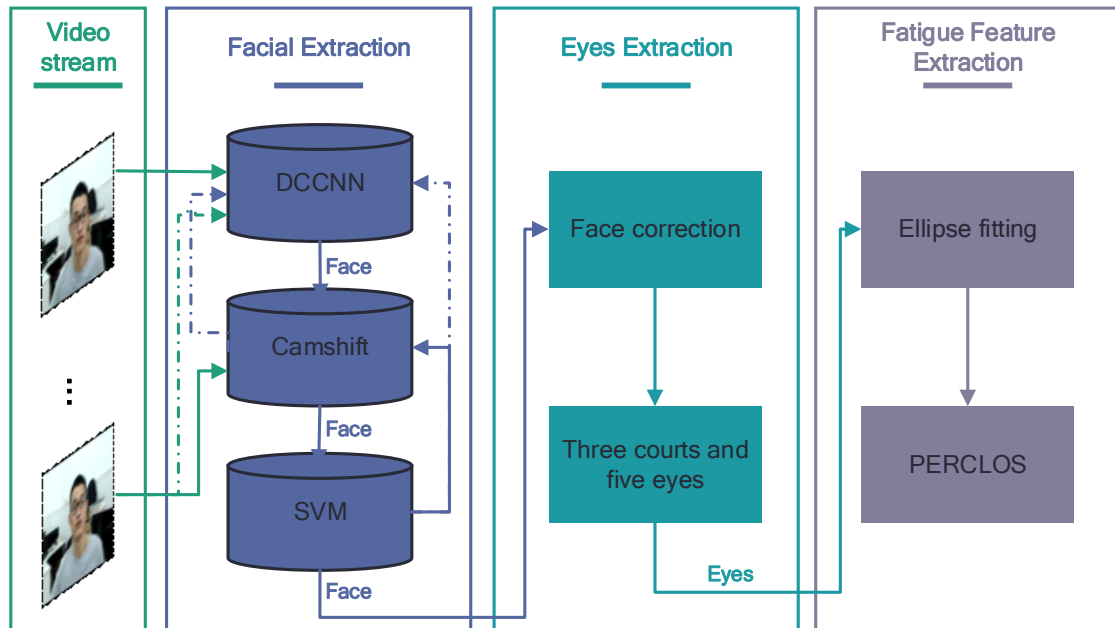 Video
stream
Facial Extraction
DCCNN
Face
Camshift
Face
SVM
Face
Eyes Extraction
Face correction
Three courts and
five eyes
Eyes
Fatigue Feature
Extraction
Ellipse fitting
PERCLOS